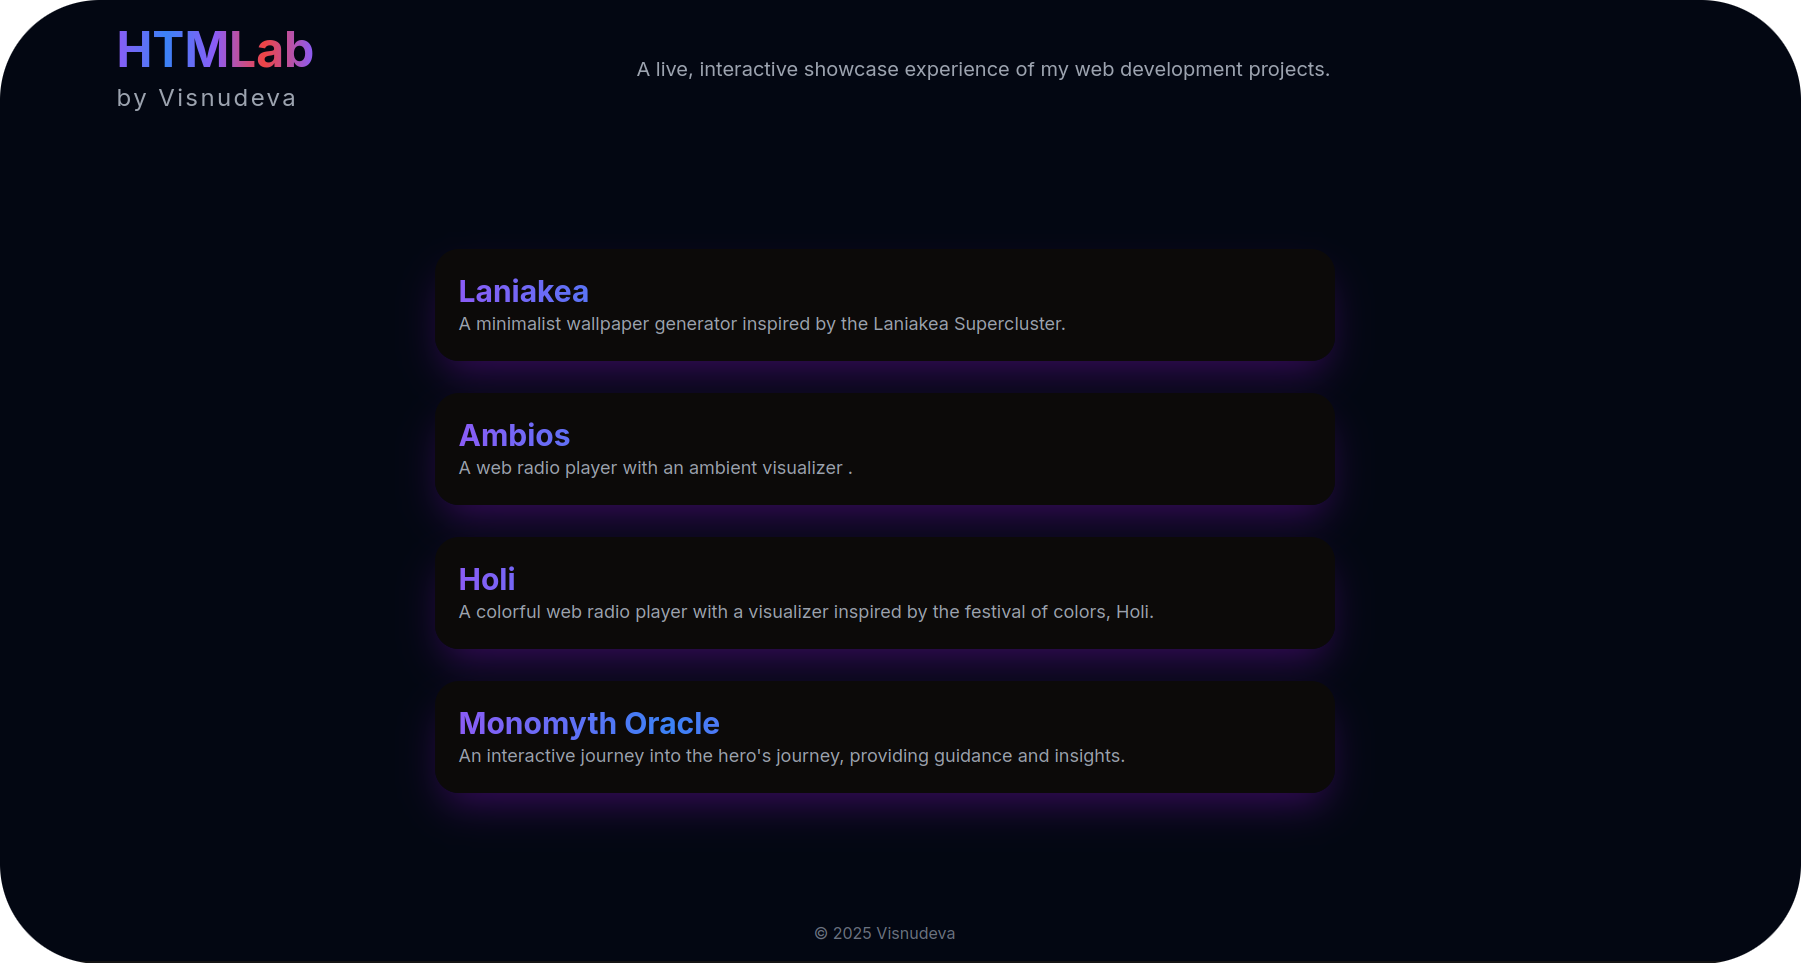 HTMLab
by Visnudeva
A live, interactive showcase experience of my web development projects.
Laniakea
A minimalist wallpaper generator inspired by the Laniakea Supercluster.
Ambios
A web radio player with an ambient visualizer .
Holi
A colorful web radio player with a visualizer inspired by the festival of colors, Holi.
Monomyth Oracle
An interactive journey into the hero's journey, providing guidance and insights.
© 2025 Visnudeva